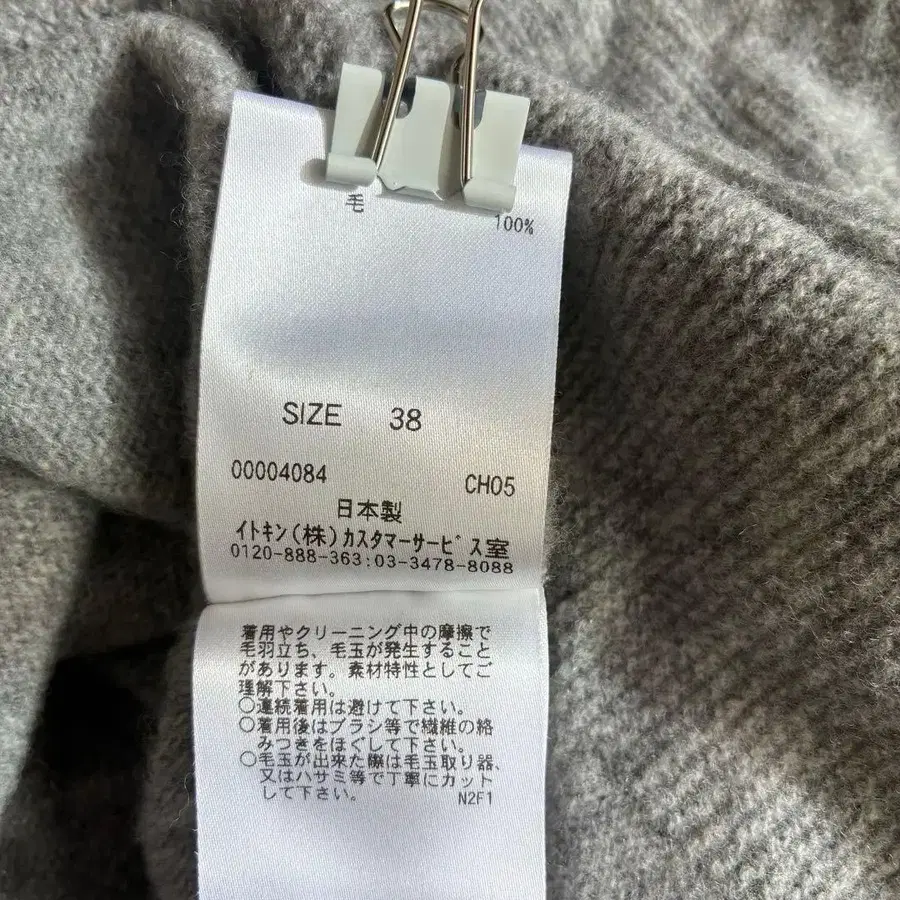 毛 100%
SIZE 38
00004084 CH05
日本製
イトキン(株)カスタマーサービス室
0120-888-363:03-3478-8088
着用やクリーニング中の摩擦で
毛羽立ち、毛玉が発生すること
があります。素材特性としてご
理解下さい。
○連続着用は避けて下さい。
○着用後はブラシ等で繊維の絡
みつきをほぐして下さい。
○毛玉が出来た際は毛玉取り器、
又はハサミ等で丁寧にカット
して下さい。 N2F1